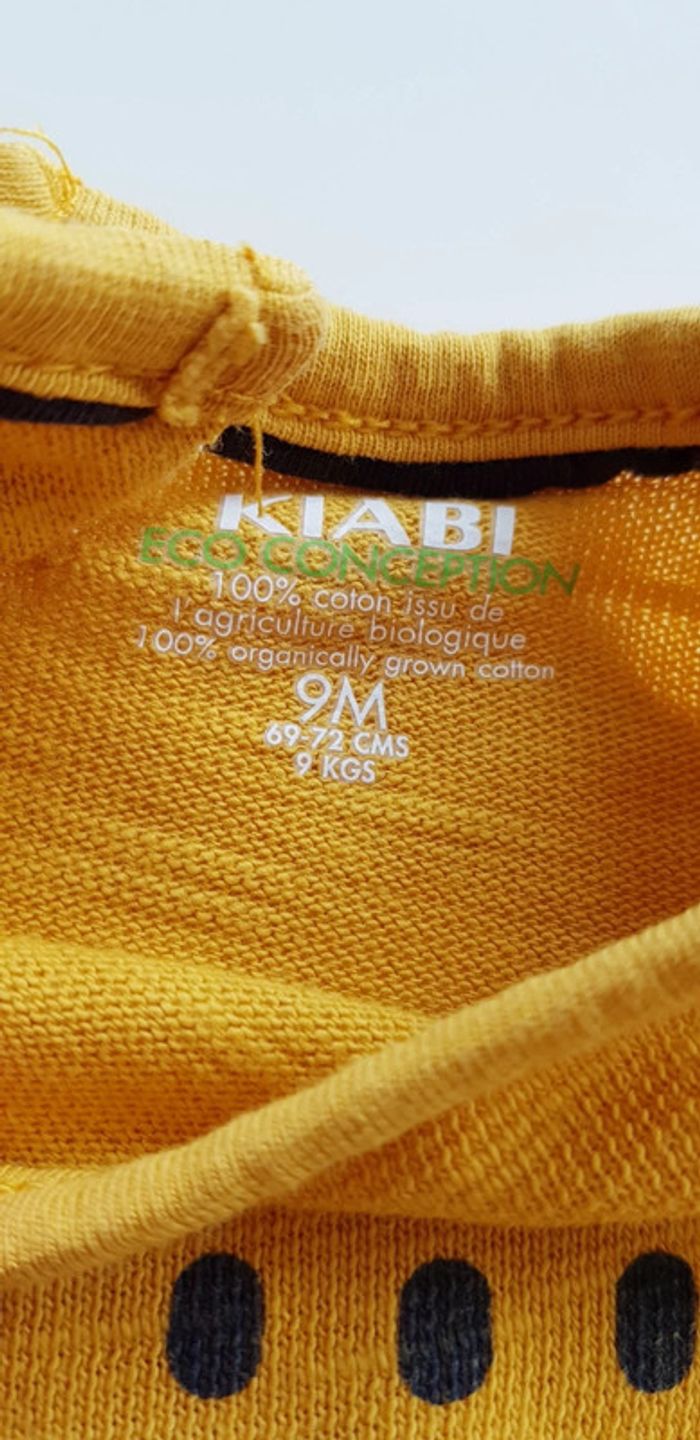 KIABI
ECO CONCEPTION
100% coton issu de
l'agriculture biologique
100% organically grown cotton
9M
69-72 CMS
9 KGS